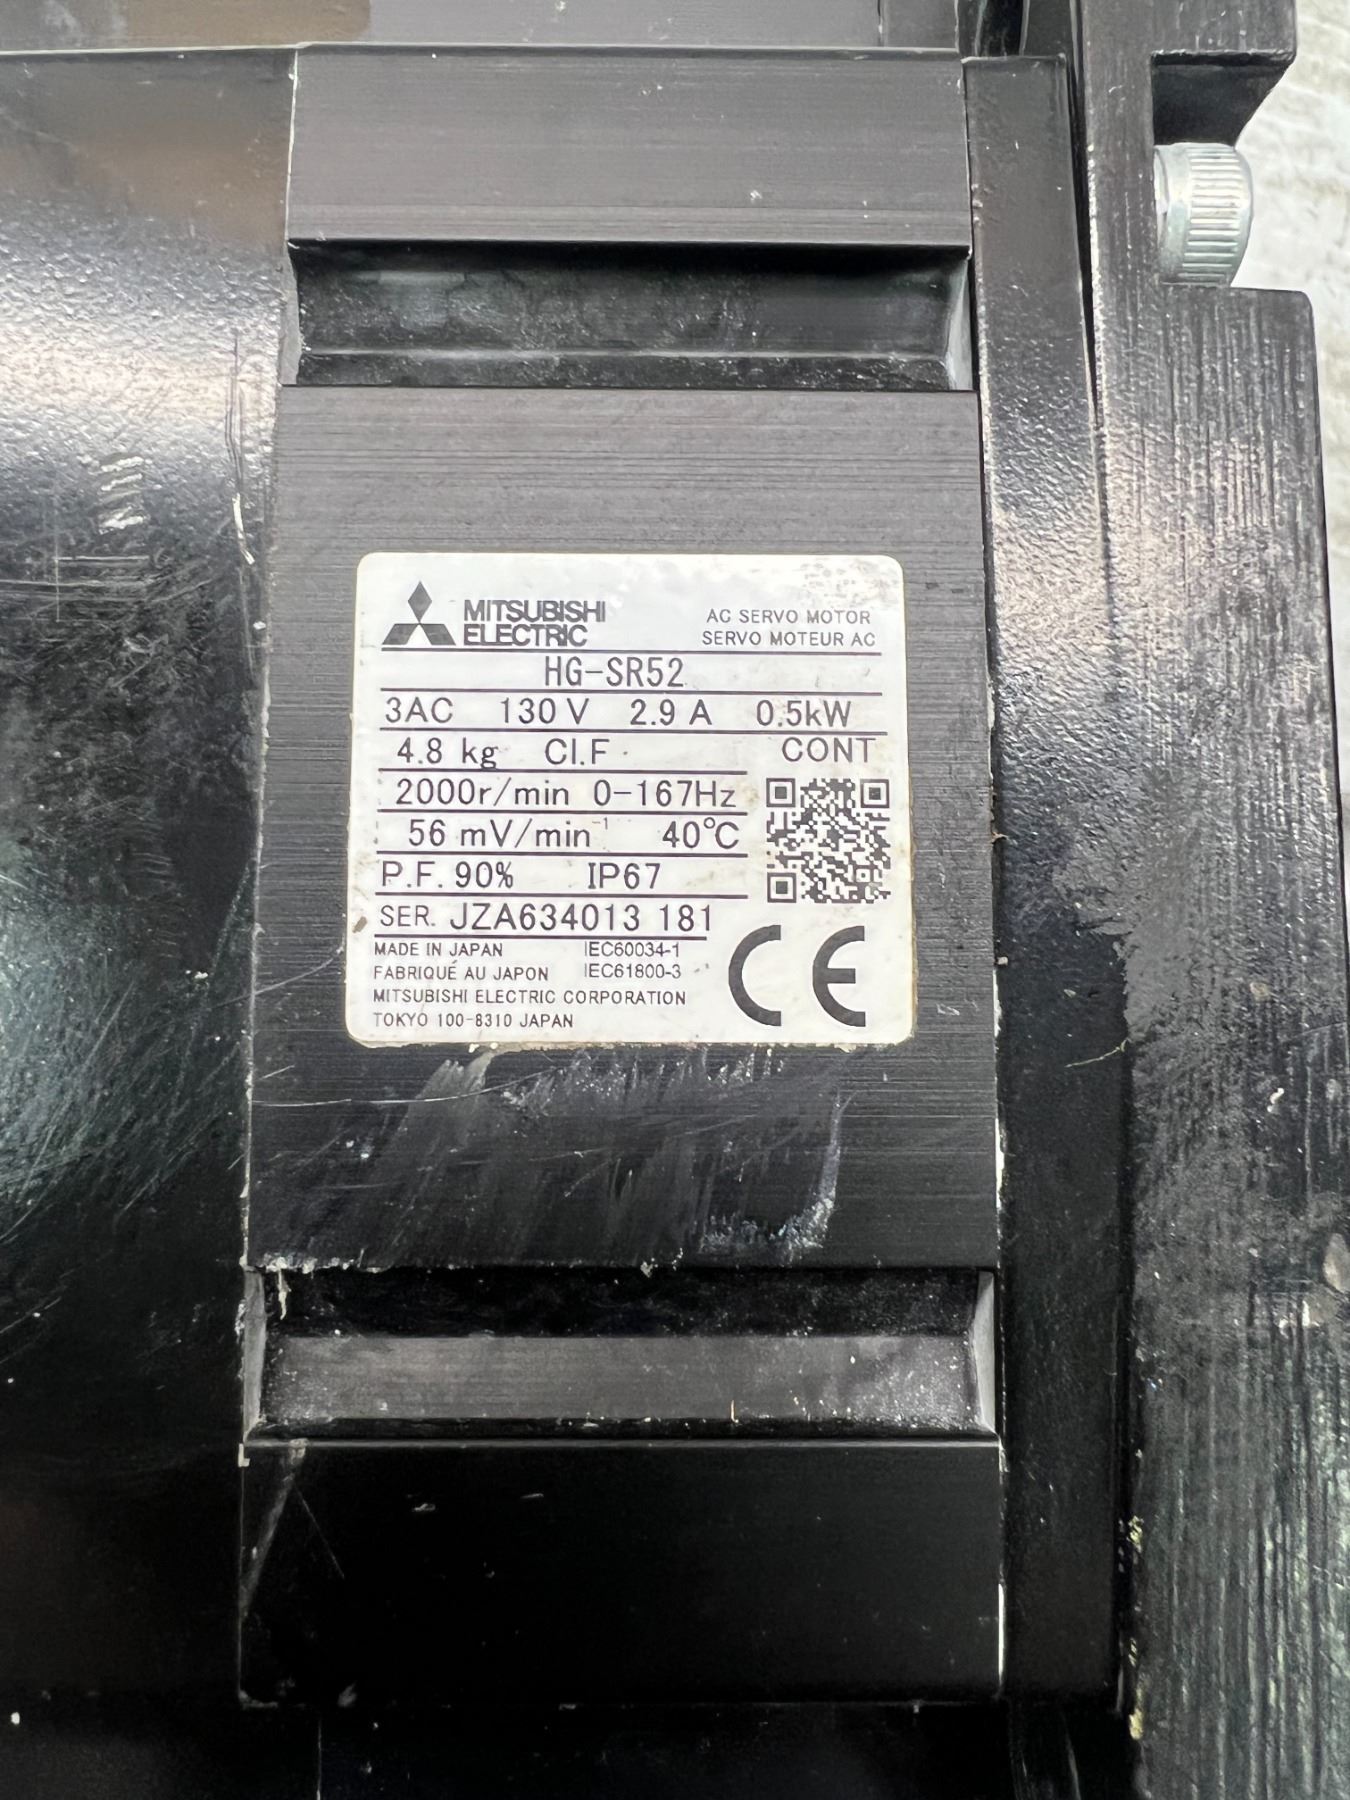 MITSUBISHI
ELECTRIC
AC SERVO MOTOR
SERVO MOTEUR AC
HG-SR52
3AC 130V 2.9A 0.5kW
4.8 kg CI.F CONT
2000r/min 0-167Hz
56 mV/min⁻¹ 40℃
P.F. 90% IP67
SER. JZA634013 181
MADE IN JAPAN IEC60034-1
FABRIQUÉ AU JAPON IEC61800-3
MITSUBISHI ELECTRIC CORPORATION
TOKYO 100-8310 JAPAN
CE